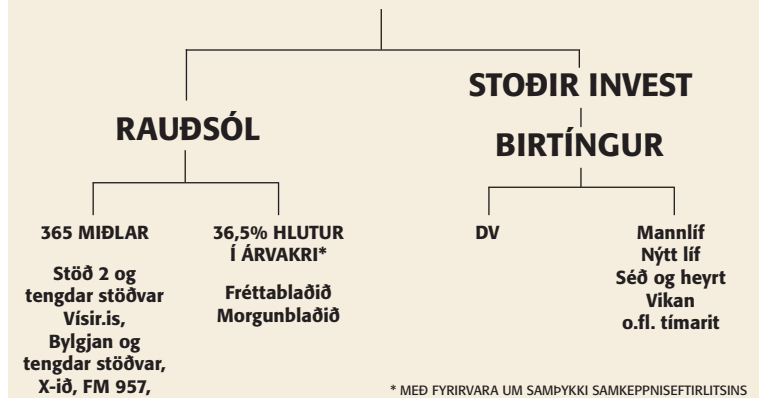 STOÐIR INVEST
RAUÐSÓL
BIRTÍNGUR
365 MIÐLAR
Stöð 2 og
tengdar stöðvar
Vísir.is,
Bylgjan og
tengdar stöðvar,
X-ið, FM 957,
36,5% HLUTUR
Í ÁRVAKRI*
Fréttablaðið
Morgunblaðið
DV
Mannlíf
Nýtt líf
Séð og heyrt
Vikan
o.fl. tímarit
* MEÐ FYRIRVARA UM SAMÞYKKI SAMKEPPNISEFTIRLITSINS